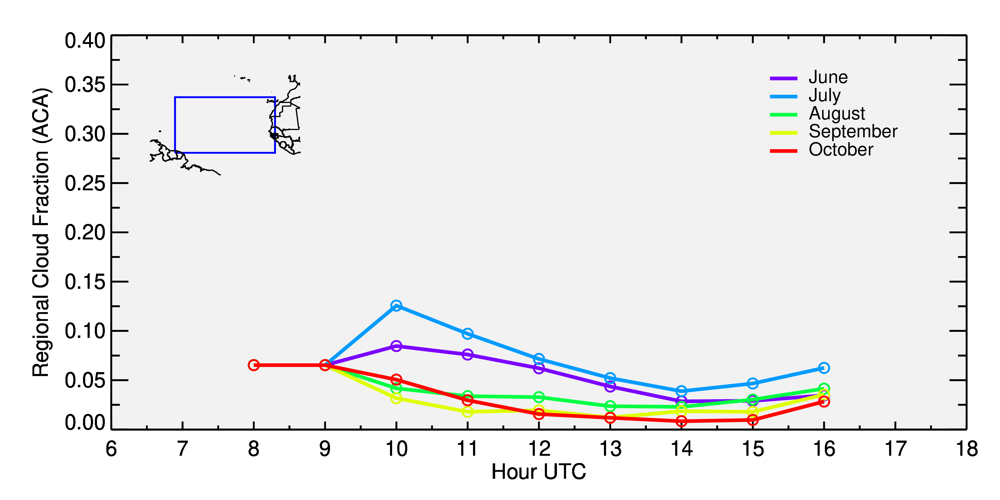 Regional Cloud Fraction (ACA)
0.40
0.35
0.30
0.25
0.20
0.15
0.10
0.05
0.00
June
July
August
September
October
6 7 8 9 10 11 12 13 14 15 16 17 18
Hour UTC